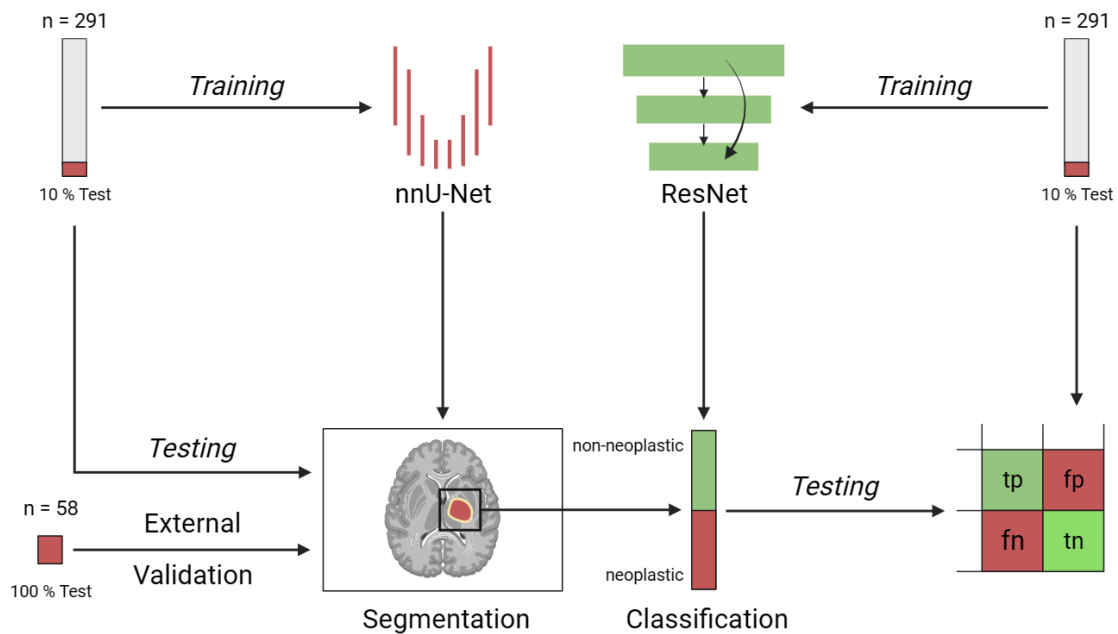 n = 291
n = 291
Training
Training
10 % Test
nnU-Net
ResNet
10 % Test
non-neoplastic
Testing
tp
fp
Testing
n = 58
External
fn
tn
Validation
neoplastic
100 % Test
Segmentation
Classification